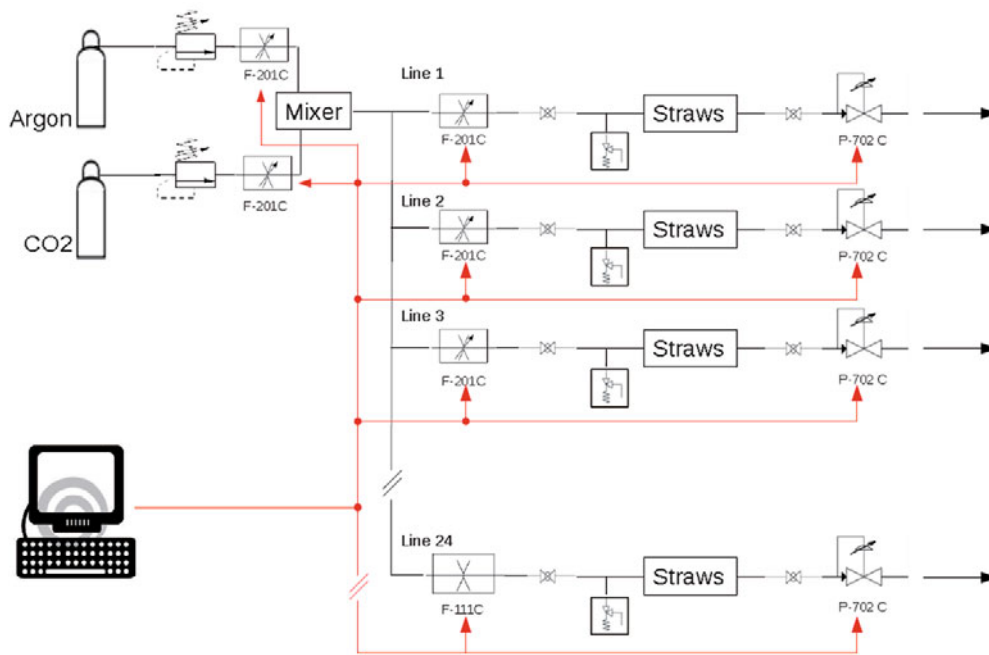 Argon
F-201C
Mixer
CO2
F-201C
Line 1
F-201C
Straws
P-702 C
Line 2
F-201C
Straws
P-702 C
Line 3
F-201C
Straws
P-702 C
Line 24
F-111C
Straws
P-702 C